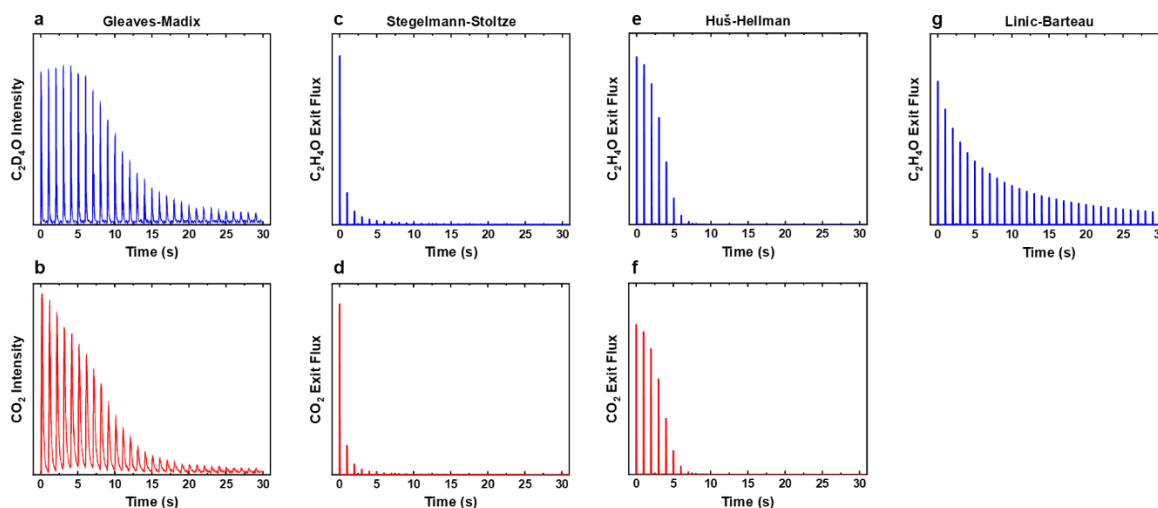 a
Gleaves-Madix
C2D4O Intensity
0 5 10 15 20 25 30
Time (s)
c
Stegelmann-Stoltze
C2H4O Exit Flux
0 5 10 15 20 25 30
Time (s)
e
Huš-Hellman
C2H4O Exit Flux
0 5 10 15 20 25 30
Time (s)
g
Linic-Barteau
C2H4O Exit Flux
0 5 10 15 20 25 30
Time (s)
b
CO2 Intensity
0 5 10 15 20 25 30
Time (s)
d
CO2 Exit Flux
0 5 10 15 20 25 30
Time (s)
f
CO2 Exit Flux
0 5 10 15 20 25 30
Time (s)